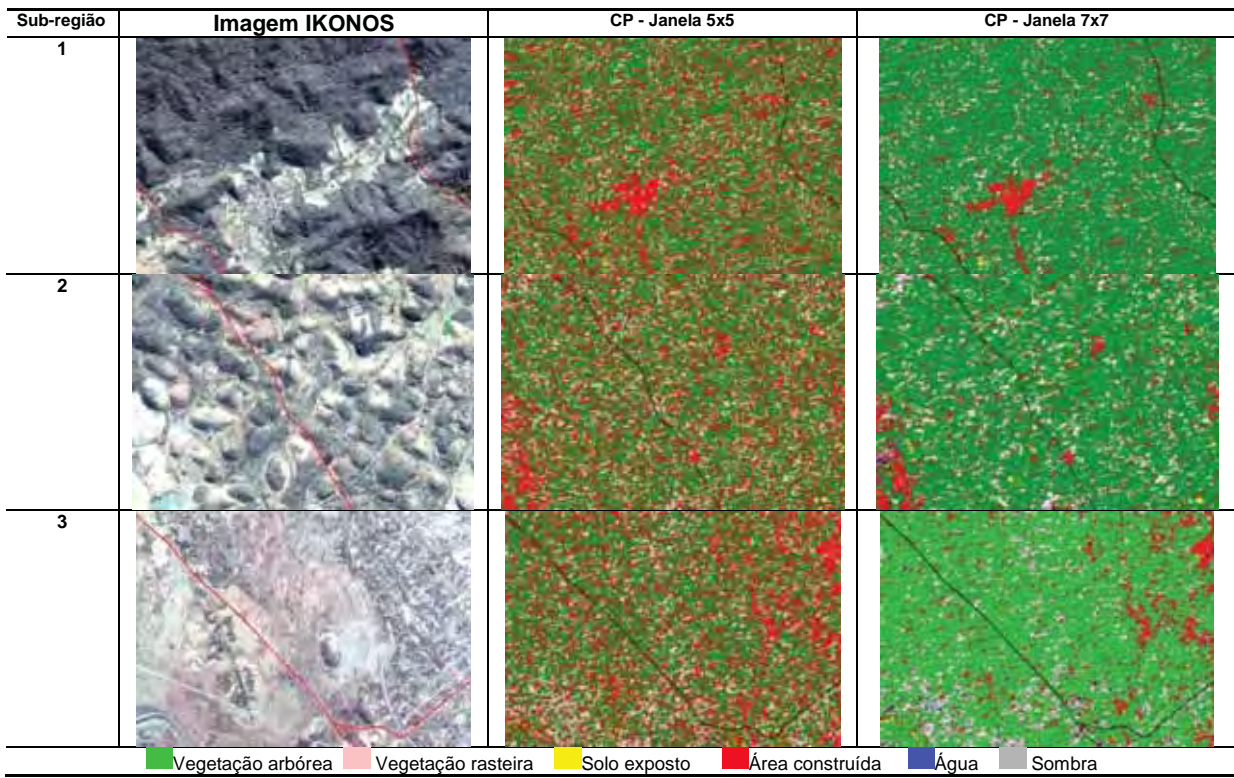 Sub-região Imagem IKONOS CP - Janela 5x5 CP - Janela 7x7
1
2
3
Vegetação arbórea Vegetação rasteira Solo exposto Área construída Água Sombra